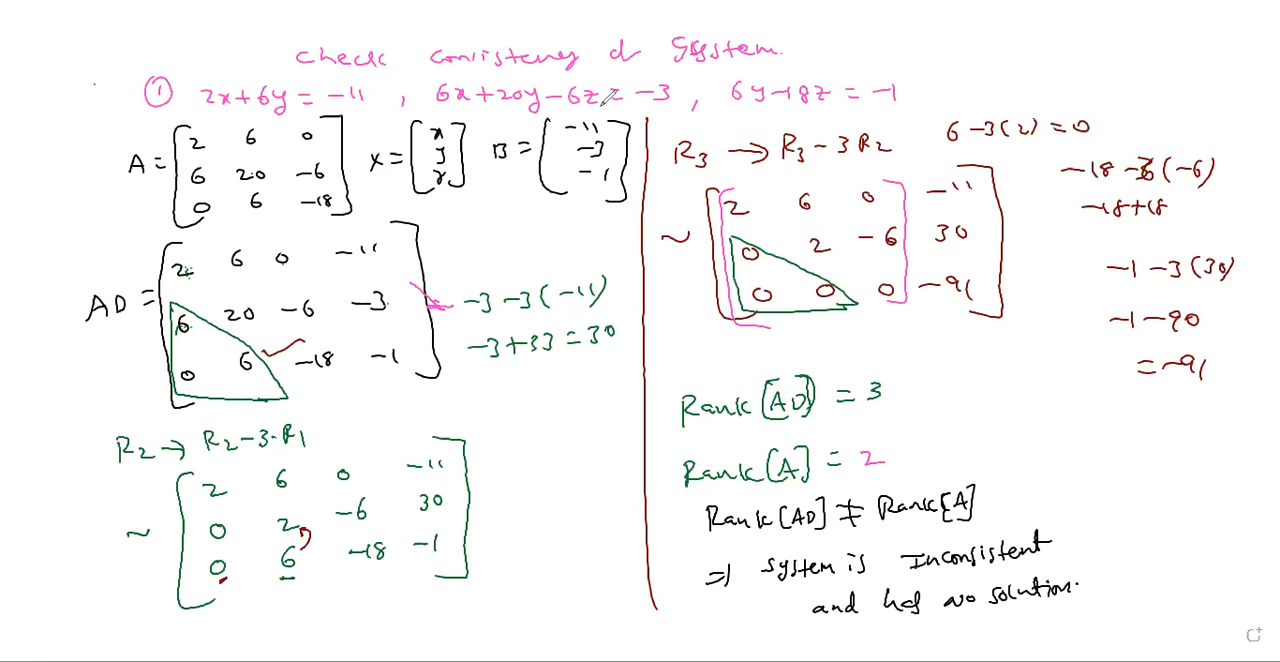 Check consistency of System.
① 2x+6y = -11 , 6x+20y-6z = -3 , 6y-18z = -1
A = [2 6 0
6 20 -6
0 6 -18]
X = [x
y
z]
B = [-11
-3
-1]
AD = [2 6 0 -11
6 20 -6 -3
0 6 -18 -1]
-3-3(-11)
-3+33 = 30
R2 → R2-3·R1
~ [2 6 0 -11
0 2 -6 30
0 6 -18 -1]
R3 → R3-3R2
6-3(2) = 0
~ [2 6 0 -11
0 2 -6 30
0 0 0 -91]
-18-3(-6)
-18+18
-1-3(30)
-1-90
= -91
Rank[AD] = 3
Rank[A] = 2
Rank[AD] ≠ Rank[A]
⇒ system is Inconsistent
and has no solution.